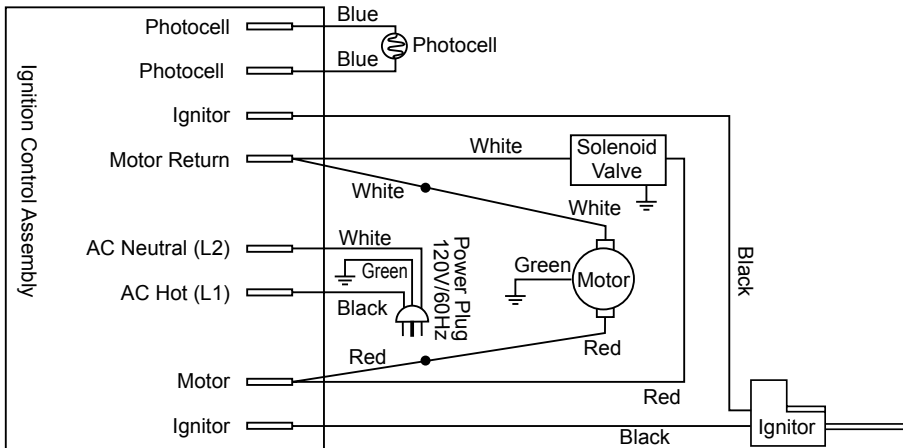 Ignition Control Assembly
Photocell
Blue
Photocell
Photocell
Blue
Ignitor
Motor Return
White
Solenoid
Valve
White
White
AC Neutral (L2)
White
Green
AC Hot (L1)
Black
Power Plug
120V/60Hz
Green
Motor
Black
Red
Red
Motor
Red
Ignitor
Black
Ignitor